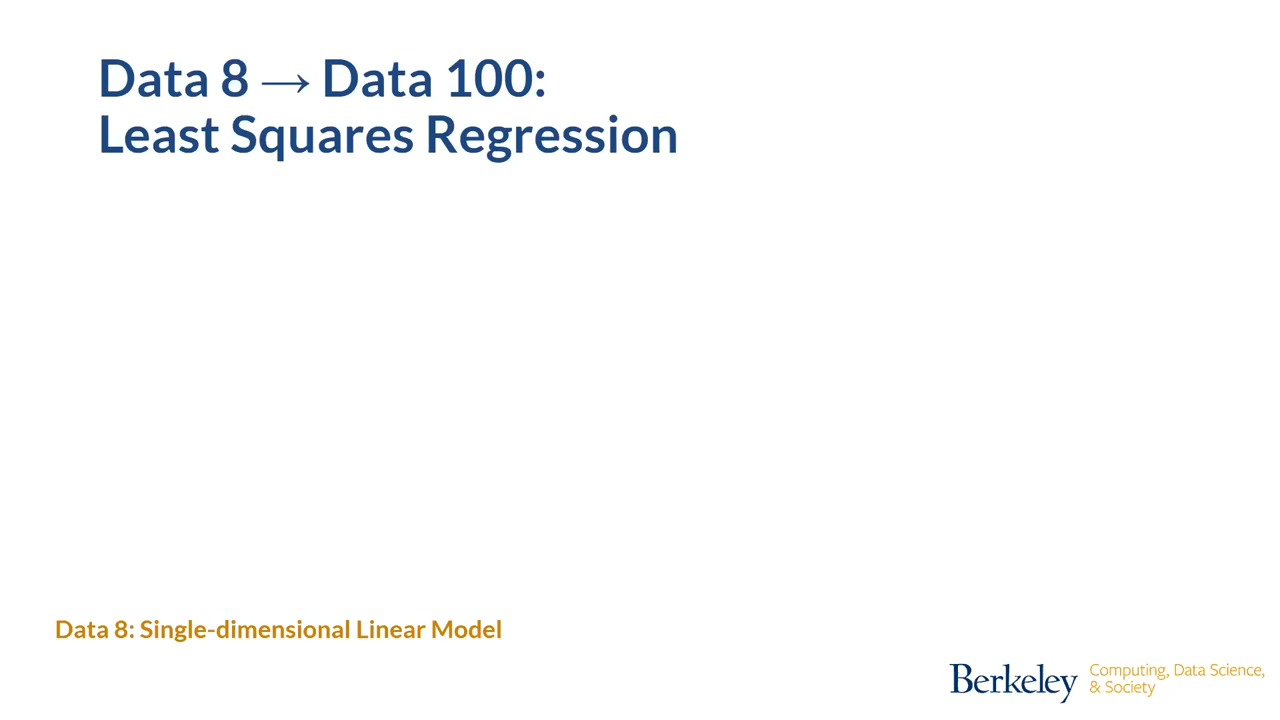 Data 8 → Data 100:
Least Squares Regression
Data 8: Single-dimensional Linear Model
Berkeley
Computing, Data Science,
& Society